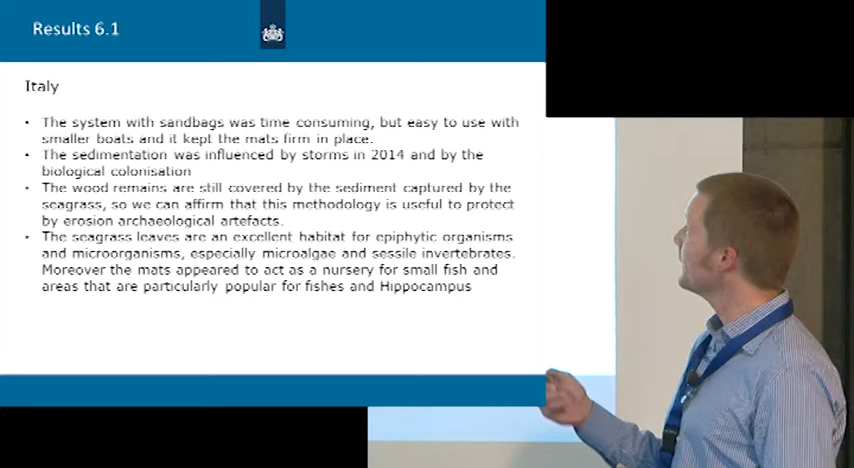 Results 6.1
Italy
• The system with sandbags was time consuming, but easy to use with
smaller boats and it kept the mats firm in place.
• The sedimentation was influenced by storms in 2014 and by the
biological colonisation
• The wood remains are still covered by the sediment captured by the
seagrass, so we can affirm that this methodology is useful to protect
by erosion archaeological artefacts.
• The seagrass leaves are an excellent habitat for epiphytic organisms
and microorganisms, especially microalgae and sessile invertebrates.
Moreover the mats appeared to act as a nursery for small fish and
areas that are particularly popular for fishes and Hippocampus